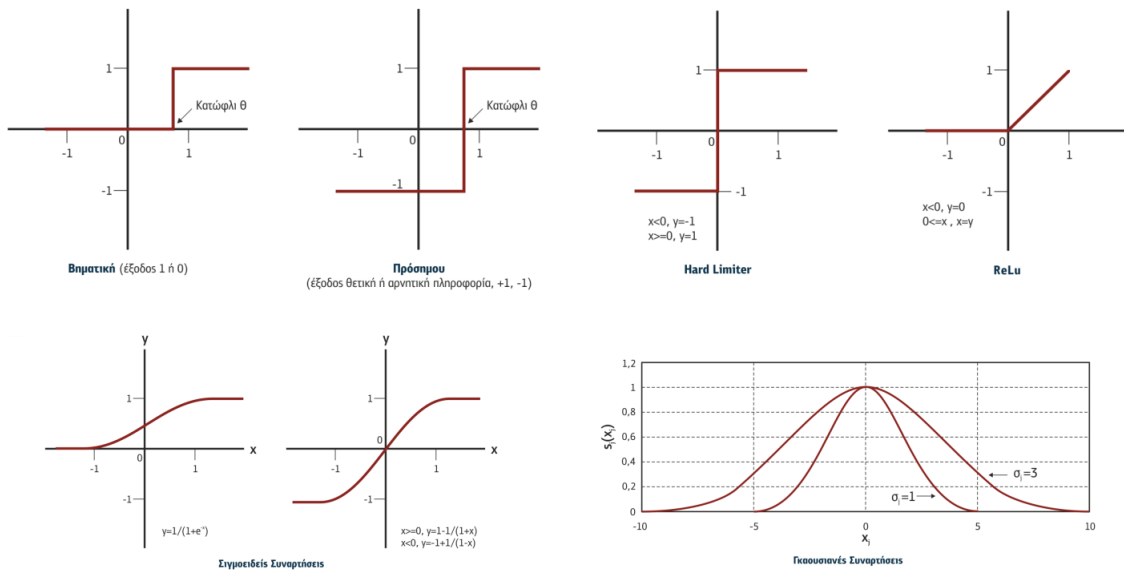 1
Κατώφλι Θ
0
-1
1
-1
Βηματική (έξοδος 1 ή 0)
1
Κατώφλι Θ
0
-1
1
-1
Πρόσημου
(έξοδος θετική ή αρνητική πληροφορία, +1, -1)
1
0
-1
1
-1
x<0, y=-1
x>=0, y=1
Hard Limiter
1
0
-1
1
-1
x<0, y=0
0<=x , x=y
ReLu
y
1
x
0
-1
1
-1
y=1/(1+e⁻ˣ)
y
1
0
x
-1
1
-1
x>=0, y=1-1/(1+x)
x<0, y=-1+1/(1-x)
Σιγμοειδείς Συναρτήσεις
1,2
1
0,8
0,6
0,4
0,2
0
sᵢ(xᵢ)
σᵢ=3
σᵢ=1
-10
-5
0
5
10
xᵢ
Γκαουσιανές Συναρτήσεις